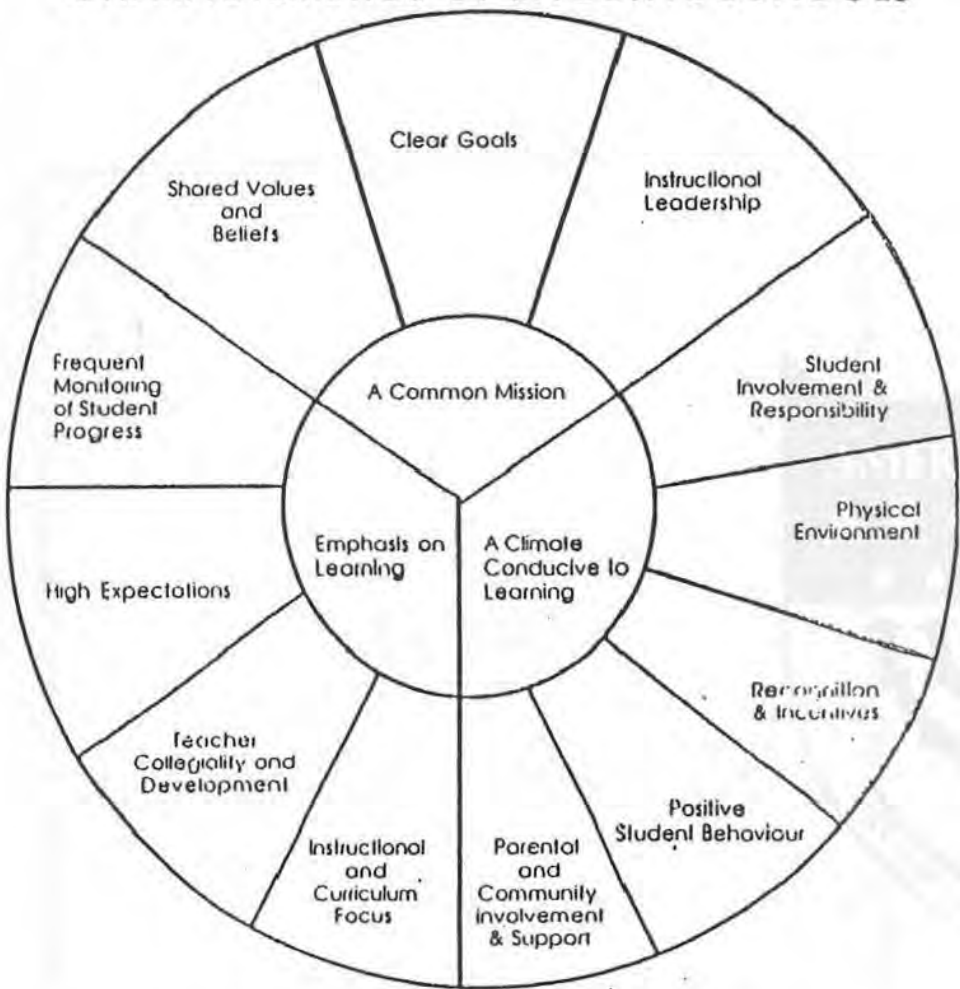 Clear Goals
Instructional
Leadership
Shared Values
and
Beliefs
A Common Mission
Student
Involvement &
Responsibility
Frequent
Monitoring
of Student
Progress
Physical
Environment
Emphasis on
Learning
A Climate
Conducive to
Learning
High Expectations
Recognition
& Incentives
Teacher
Collegiality and
Development
Positive
Student Behaviour
Instructional
and
Curriculum
Focus
Parental
and
Community
Involvement
& Support